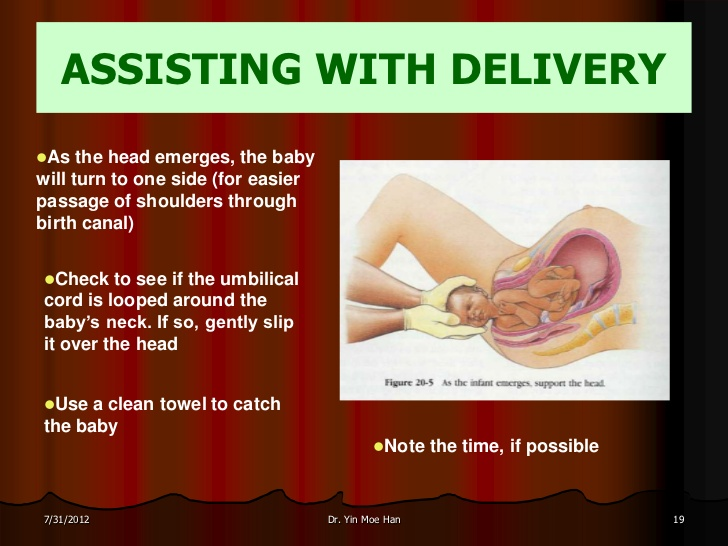 ASSISTING WITH DELIVERY
●As the head emerges, the baby
will turn to one side (for easier
passage of shoulders through
birth canal)
●Check to see if the umbilical
cord is looped around the
baby’s neck. If so, gently slip
it over the head
●Use a clean towel to catch
the baby
Figure 20-5 As the infant emerges, support the head.
●Note the time, if possible
7/31/2012
Dr. Yin Moe Han
19